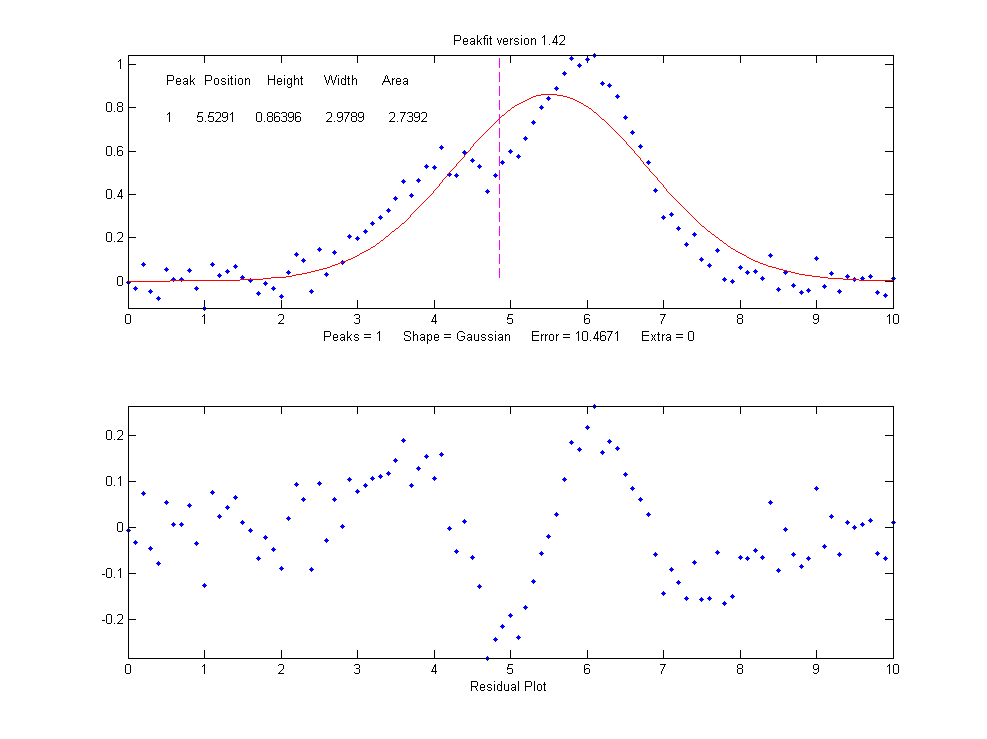 Peakfit version 1.42
Peak Position Height Width Area
1 5.5291 0.86396 2.9789 2.7392
1
0.8
0.6
0.4
0.2
0
0 1 2 3 4 5 6 7 8 9 10
Peaks = 1 Shape = Gaussian Error = 10.4671 Extra = 0
0.2
0.1
0
-0.1
-0.2
0 1 2 3 4 5 6 7 8 9 10
Residual Plot